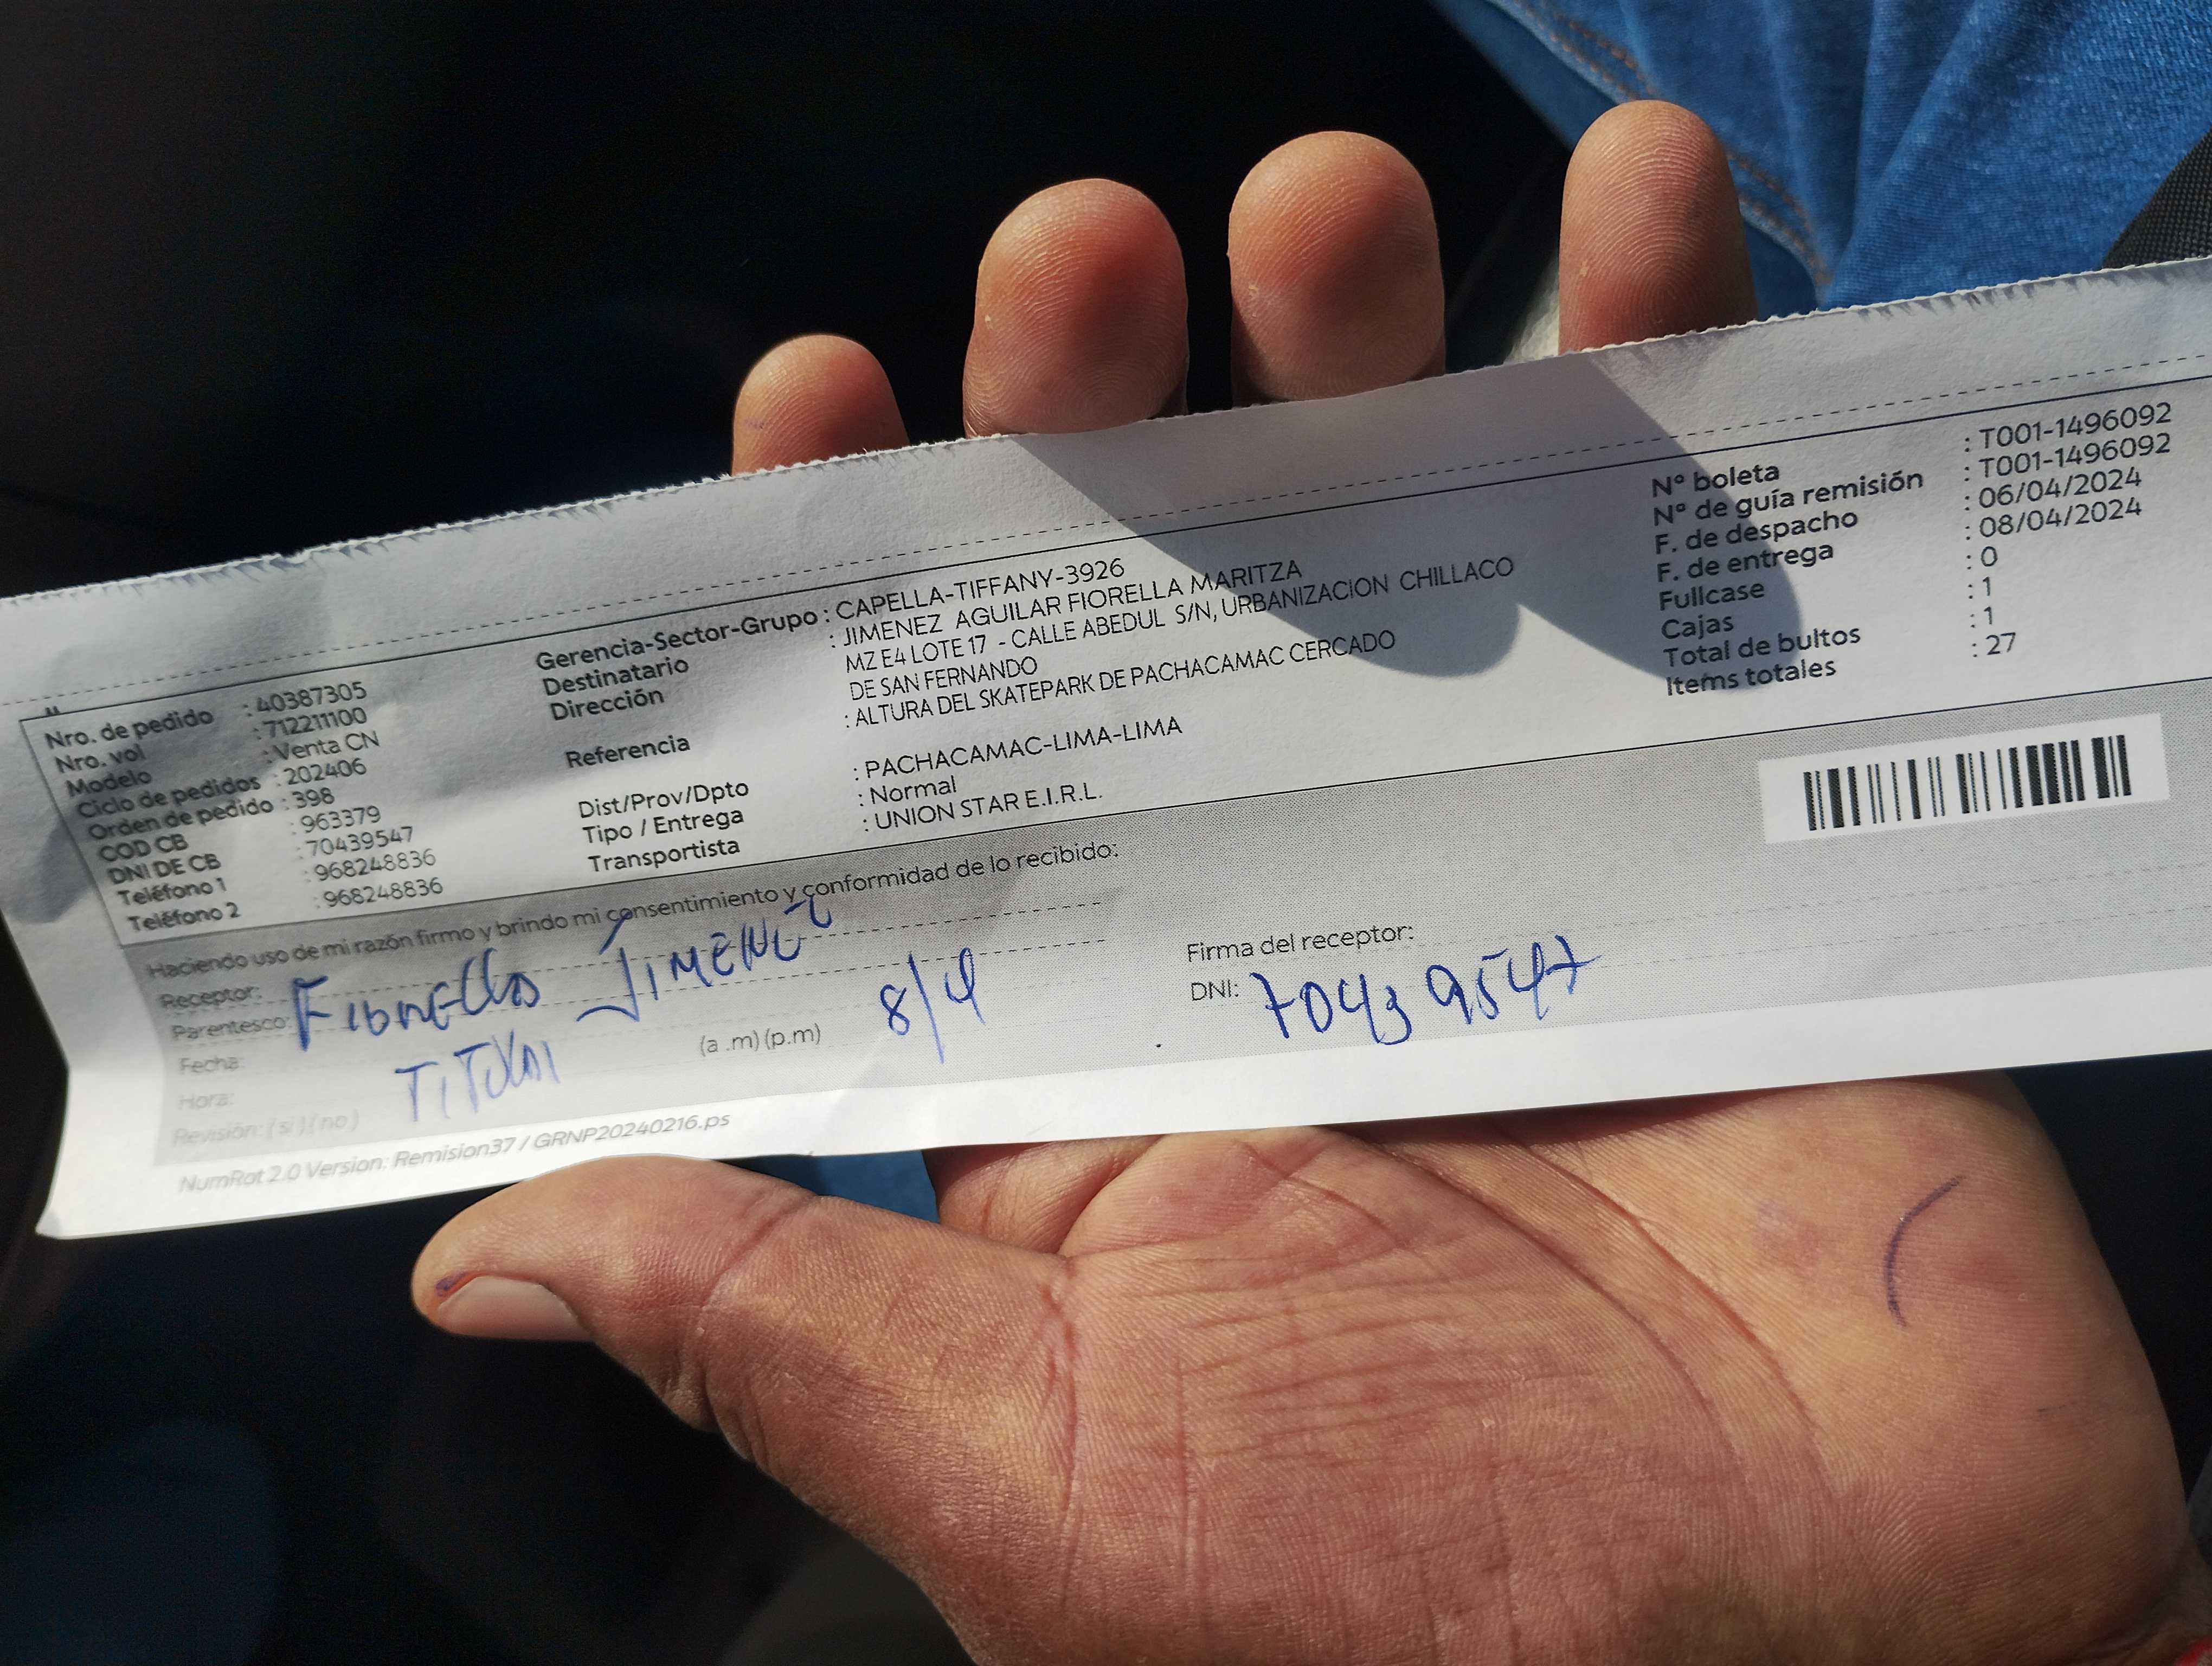 Nro. de pedido : 40387305
Nro. vol : 712211100
Modelo : Venta CN
Ciclo de pedidos : 202406
Orden de pedido : 398
COD CB : 963379
DNI DE CB : 70439547
Teléfono 1 : 968248836
Teléfono 2 : 968248836
Gerencia-Sector-Grupo : CAPELLA-TIFFANY-3926
Destinatario : JIMENEZ AGUILAR FIORELLA MARITZA
Dirección MZ E4 LOTE 17 - CALLE ABEDUL S/N, URBANIZACION CHILLACO
DE SAN FERNANDO
Referencia : ALTURA DEL SKATEPARK DE PACHACAMAC CERCADO
Dist/Prov/Dpto : PACHACAMAC-LIMA-LIMA
Tipo / Entrega : Normal
Transportista : UNION STAR E.I.R.L.
Nº boleta : T001-1496092
Nº de guía remisión : T001-1496092
F. de despacho : 06/04/2024
F. de entrega : 08/04/2024
Fullcase : 0
Cajas : 1
Total de bultos : 1
Items totales : 27
Haciendo uso de mi razón firmo y brindo mi consentimiento y conformidad de lo recibido:
Receptor: Fiorella JIMENEZ
Parentesco:
Fecha: 8/4
Hora: (a .m) (p.m)
TITULAR
Revisión: ( si ) ( no )
Firma del receptor:
DNI: 70439547
NumRot 2.0 Version: Remision37 / GRNP20240216.ps